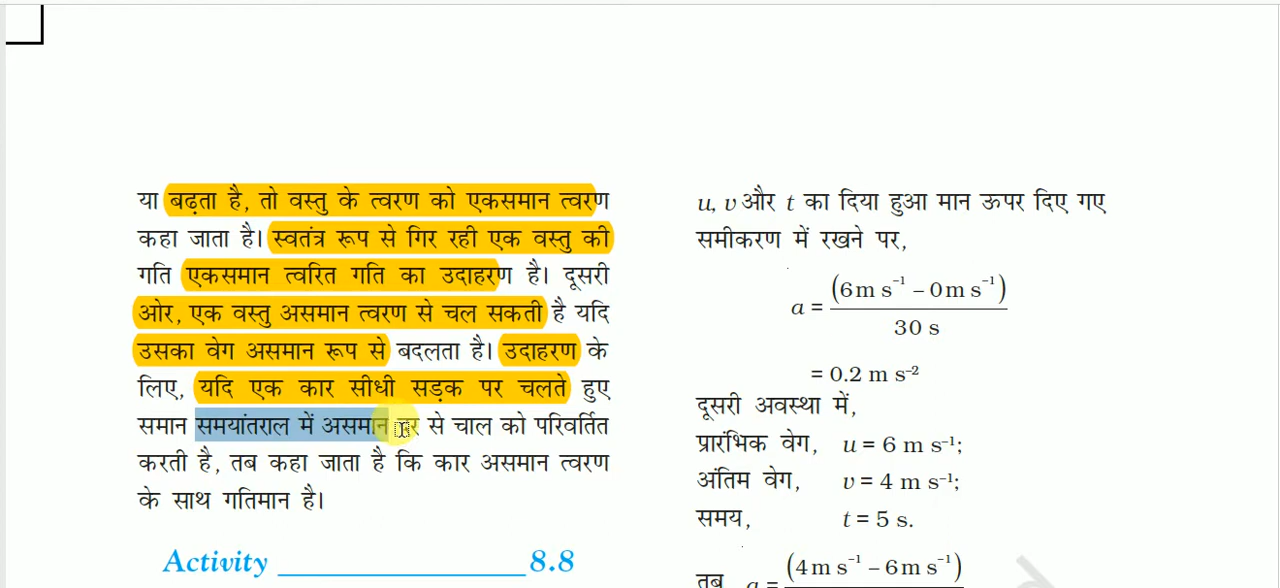 या बढ़ता है, तो वस्तु के त्वरण को एकसमान त्वरण
कहा जाता है। स्वतंत्र रूप से गिर रही एक वस्तु की
गति एकसमान त्वरित गति का उदाहरण है। दूसरी
ओर, एक वस्तु असमान त्वरण से चल सकती है यदि
उसका वेग असमान रूप से बदलता है। उदाहरण के
लिए, यदि एक कार सीधी सड़क पर चलते हुए
समान समयांतराल में असमान दर से चाल को परिवर्तित
करती है, तब कहा जाता है कि कार असमान त्वरण
के साथ गतिमान है।
Activity 8.8
u, v और t का दिया हुआ मान ऊपर दिए गए
समीकरण में रखने पर,
a = (6 m s⁻¹ – 0 m s⁻¹)
30 s
= 0.2 m s⁻²
दूसरी अवस्था में,
प्रारंभिक वेग, u = 6 m s⁻¹;
अंतिम वेग, v = 4 m s⁻¹;
समय, t = 5 s.
तब a = (4 m s⁻¹ – 6 m s⁻¹)